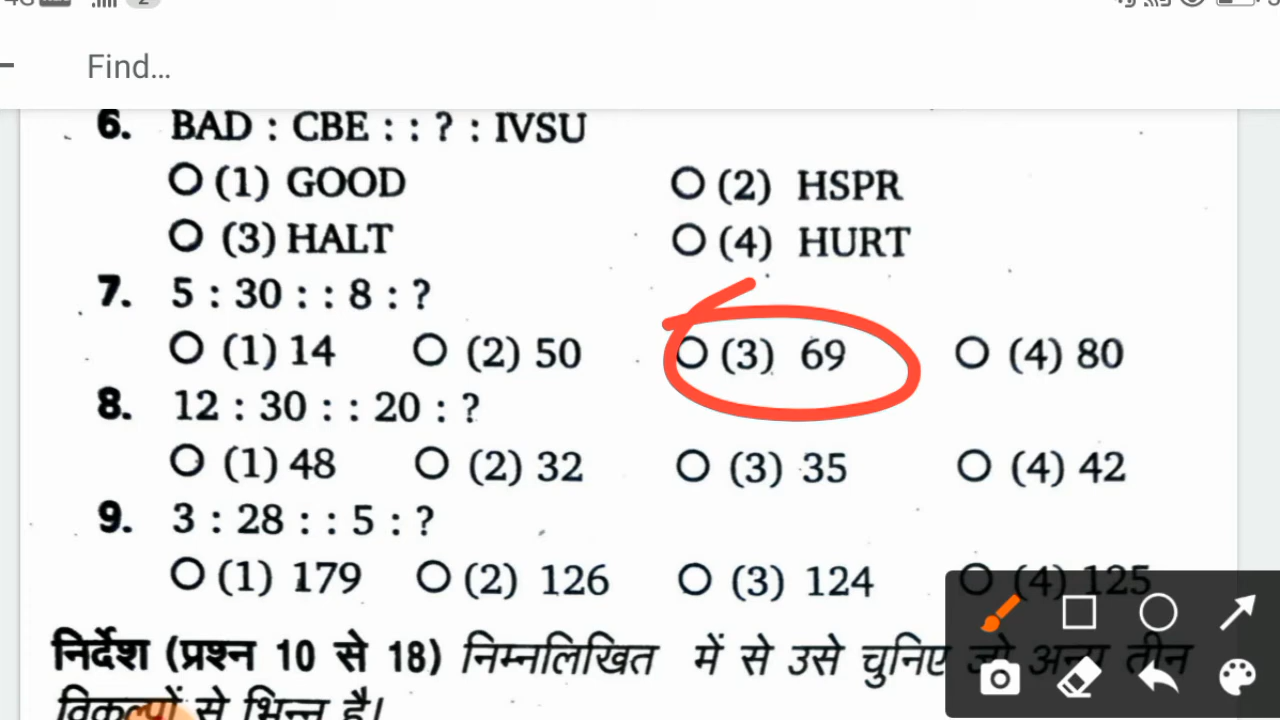 2
Find...
6. BAD : CBE : : ? : IVSU
(1) GOOD (2) HSPR
(3) HALT (4) HURT
7. 5 : 30 : : 8 : ?
(1) 14 (2) 50 (3) 69 (4) 80
8. 12 : 30 : : 20 : ?
(1) 48 (2) 32 (3) 35 (4) 42
9. 3 : 28 : : 5 : ?
(1) 179 (2) 126 (3) 124 (4) 125
निर्देश (प्रश्न 10 से 18) निम्नलिखित में से उसे चुनिए जो अन्य तीन
विकल्पों से भिन्न है।